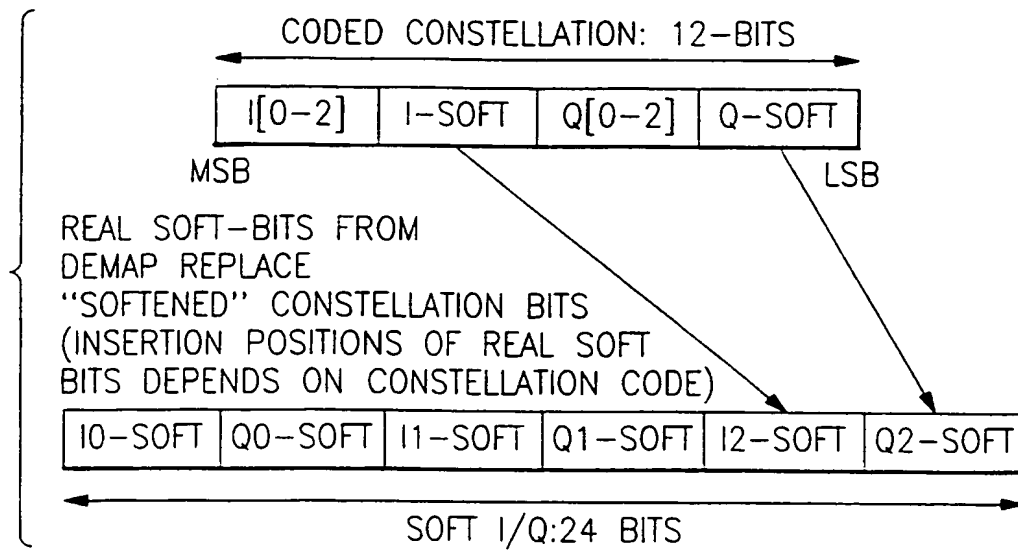 CODED CONSTELLATION: 12-BITS
I[0-2] I-SOFT Q[0-2] Q-SOFT
MSB LSB
REAL SOFT-BITS FROM
DEMAP REPLACE
"SOFTENED" CONSTELLATION BITS
(INSERTION POSITIONS OF REAL SOFT
BITS DEPENDS ON CONSTELLATION CODE)
I0-SOFT Q0-SOFT I1-SOFT Q1-SOFT I2-SOFT Q2-SOFT
SOFT I/Q:24 BITS